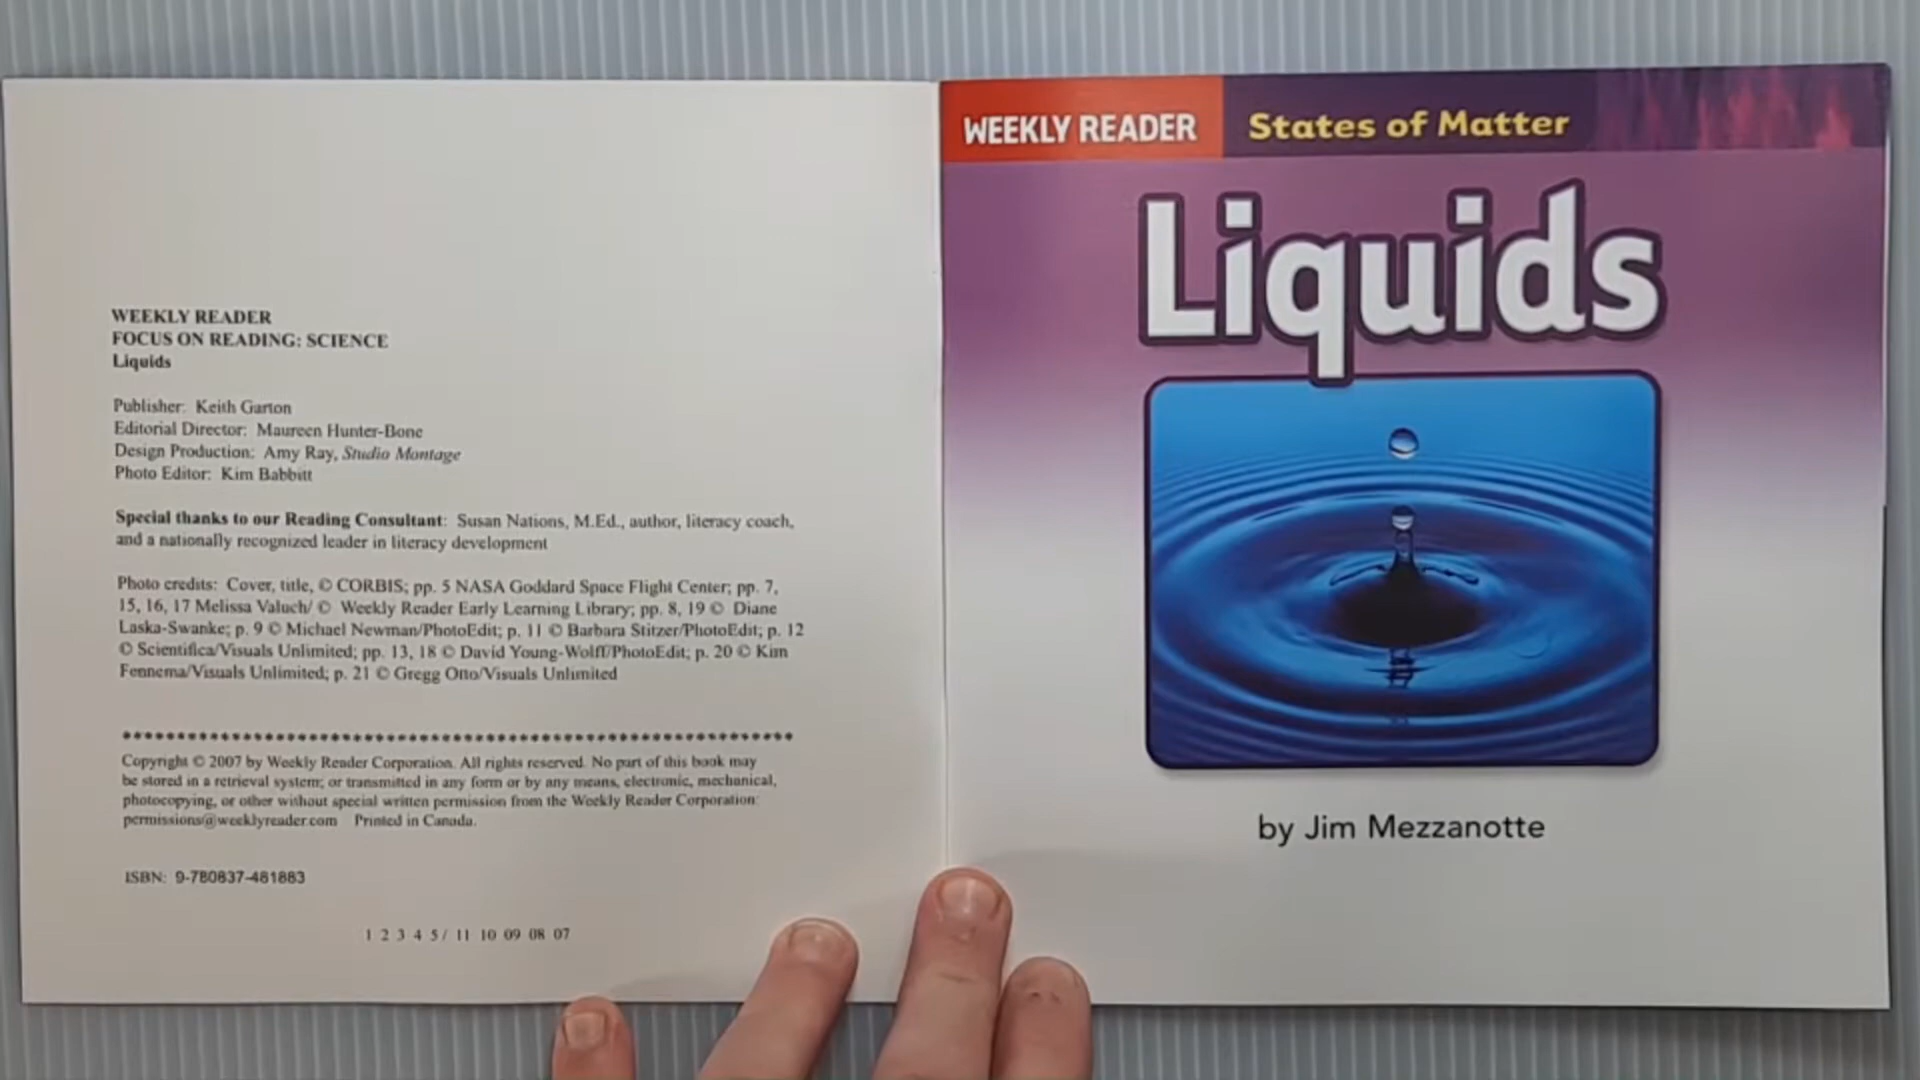 WEEKLY READER
FOCUS ON READING: SCIENCE
Liquids
Publisher: Keith Garton
Editorial Director: Maureen Hunter-Bone
Design Production: Amy Ray, Studio Montage
Photo Editor: Kim Babbitt
Special thanks to our Reading Consultant: Susan Nations, M.Ed., author, literacy coach,
and a nationally recognized leader in literacy development
Photo credits: Cover, title, © CORBIS; pp. 5 NASA Goddard Space Flight Center; pp. 7,
15, 16, 17 Melissa Valuch/ © Weekly Reader Early Learning Library; pp. 8, 19 © Diane
Laska-Swanke; p. 9 © Michael Newman/PhotoEdit; p. 11 © Barbara Stitzer/PhotoEdit; p. 12
© Scientifica/Visuals Unlimited; pp. 13, 18 © David Young-Wolff/PhotoEdit; p. 20 © Kim
Fennema/Visuals Unlimited; p. 21 © Gregg Otto/Visuals Unlimited
Copyright © 2007 by Weekly Reader Corporation. All rights reserved. No part of this book may
be stored in a retrieval system; or transmitted in any form or by any means, electronic, mechanical,
photocopying, or other without special written permission from the Weekly Reader Corporation:
permissions@weeklyreader.com Printed in Canada.
ISBN: 9-780837-481883
1 2 3 4 5/ 11 10 09 08 07
WEEKLY READER States of Matter
Liquids
by Jim Mezzanotte